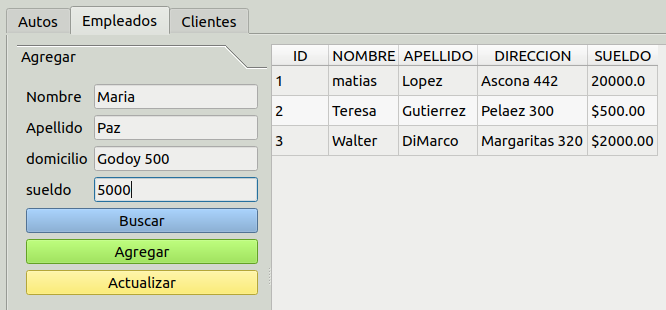 Autos Empleados Clientes
Agregar
Nombre Maria
Apellido Paz
domicilio Godoy 500
sueldo 5000
Buscar
Agregar
Actualizar
ID NOMBRE APELLIDO DIRECCION SUELDO
1 matias Lopez Ascona 442 20000.0
2 Teresa Gutierrez Pelaez 300 $500.00
3 Walter DiMarco Margaritas 320 $2000.00